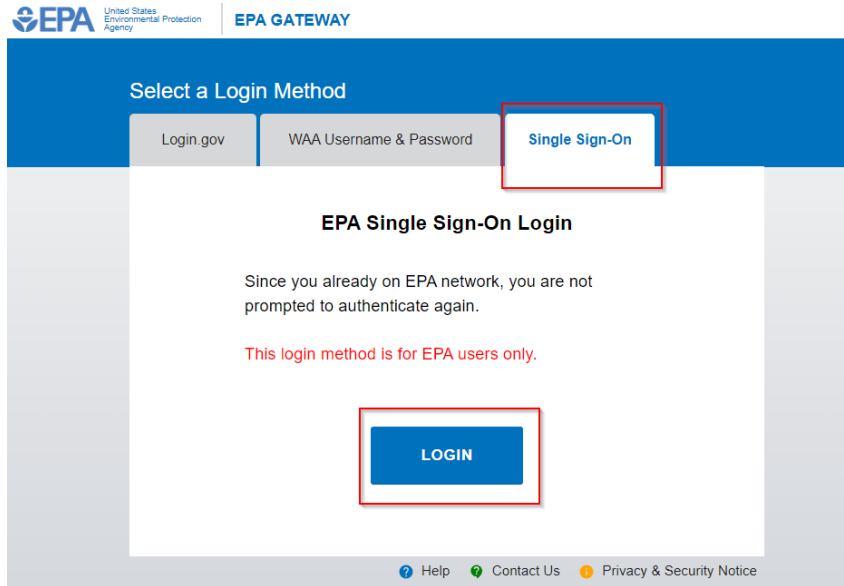 EPA
United States
Environmental Protection
Agency
EPA GATEWAY
Select a Login Method
Login.gov
WAA Username & Password
Single Sign-On
EPA Single Sign-On Login
Since you already on EPA network, you are not
prompted to authenticate again.
This login method is for EPA users only.
LOGIN
Help
Contact Us
Privacy & Security Notice